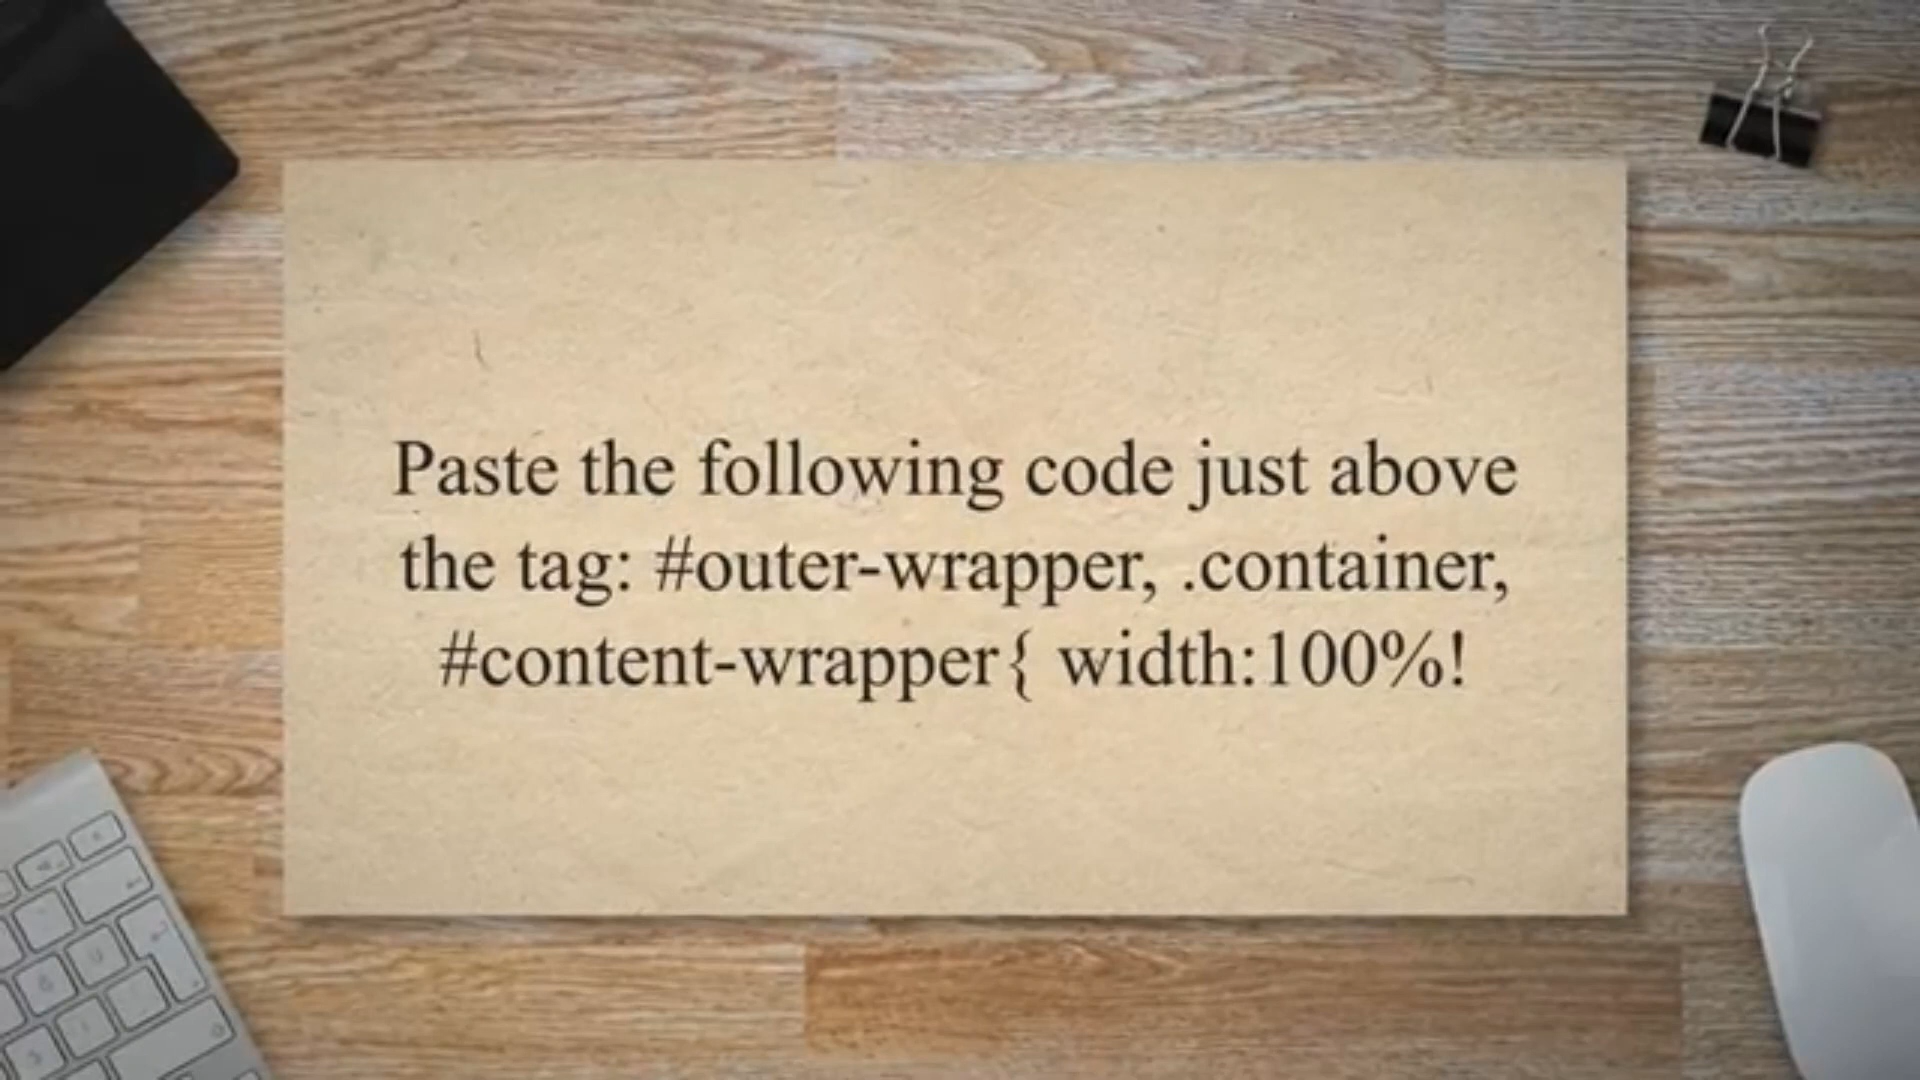 Paste the following code just above
the tag: #outer-wrapper, .container,
#content-wrapper{ width:100%!